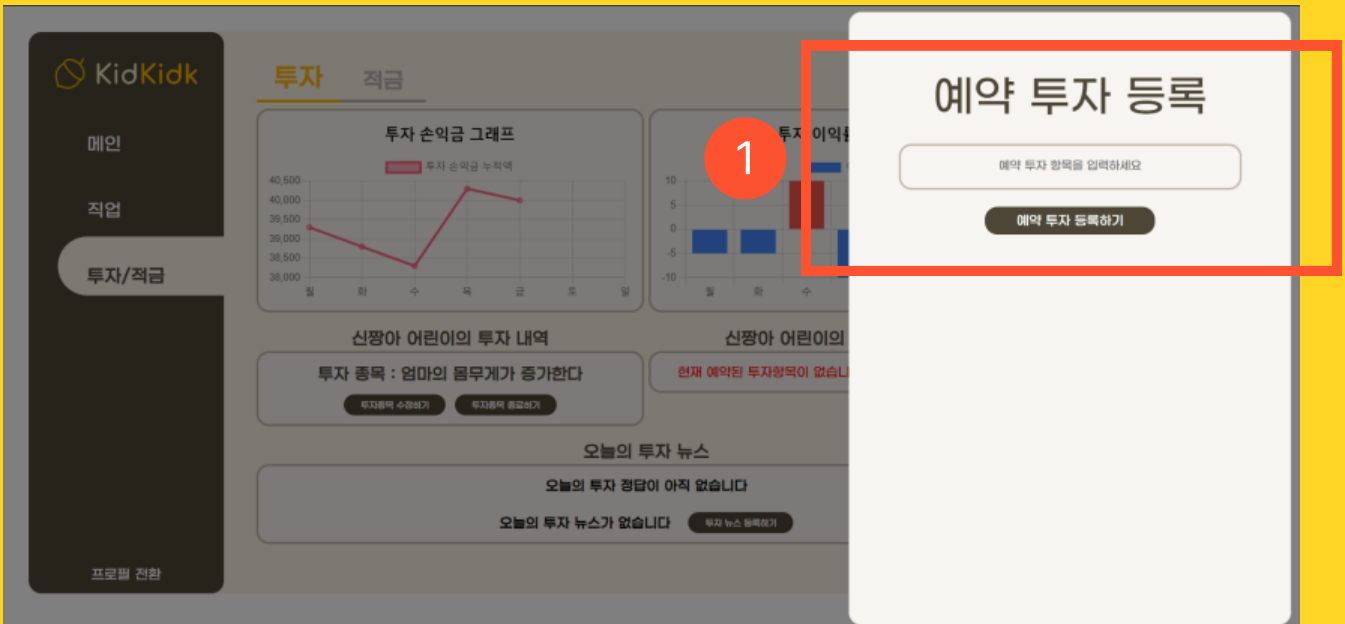 KidKidk
메인
직업
투자/적금
프로필 전환
투자 적금
투자 손익금 그래프
투자 손익금 누적액
40,500
40,000
39,500
39,000
38,500
38,000
월 화 수 목 금 토 일
투자 이익률
10
5
0
-5
-10
월 화 수
신짱아 어린이의 투자 내역
투자 종목 : 엄마의 몸무게가 증가한다
투자종목 수정하기 투자종목 종료하기
신짱아 어린이의
현재 예약된 투자항목이 없습니
오늘의 투자 뉴스
오늘의 투자 정답이 아직 없습니다
오늘의 투자 뉴스가 없습니다 투자 뉴스 등록하기
1
예약 투자 등록
예약 투자 항목을 입력하세요
예약 투자 등록하기